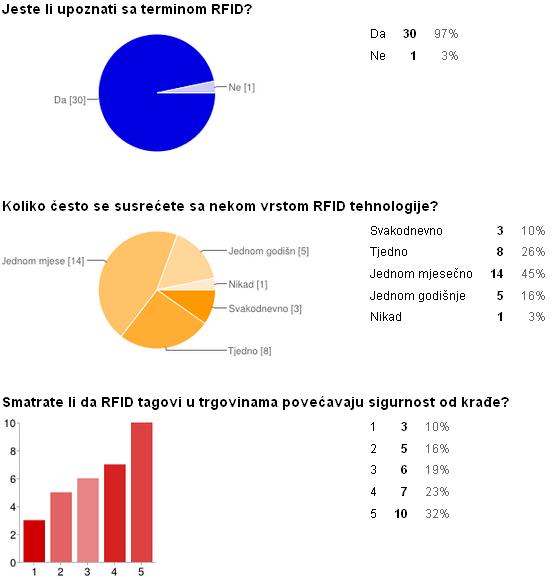 Jeste li upoznati sa terminom RFID?
Da 30 97%
Ne 1 3%
Ne [1]
Da [30]
Koliko često se susrećete sa nekom vrstom RFID tehnologije?
Svakodnevno 3 10%
Tjedno 8 26%
Jednom mjesečno 14 45%
Jednom godišnje 5 16%
Nikad 1 3%
Jednom godišn [5]
Jednom mjese [14]
Nikad [1]
Svakodnevno [3]
Tjedno [8]
Smatrate li da RFID tagovi u trgovinama povećavaju sigurnost od krađe?
1 3 10%
2 5 16%
3 6 19%
4 7 23%
5 10 32%
10
8
6
4
2
0
1 2 3 4 5